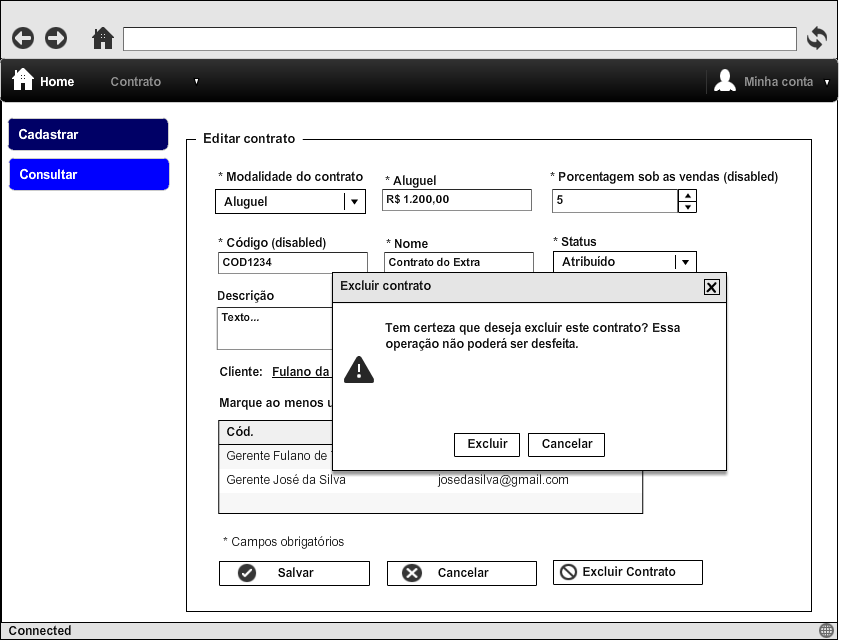 Home
Contrato
Minha conta
Cadastrar
Consultar
Editar contrato
* Modalidade do contrato
* Aluguel
* Porcentagem sob as vendas (disabled)
Aluguel
R$ 1.200,00
5
* Código (disabled)
* Nome
* Status
COD1234
Contrato do Extra
Atribuído
Descrição
Texto...
Excluir contrato
Tem certeza que deseja excluir este contrato? Essa
operação não poderá ser desfeita.
Excluir
Cancelar
Cliente: Fulano da
Marque ao menos
Cód.
Gerente Fulano de
Gerente José da Silva
josedasilva@gmail.com
* Campos obrigatórios
Salvar
Cancelar
Excluir Contrato
Connected